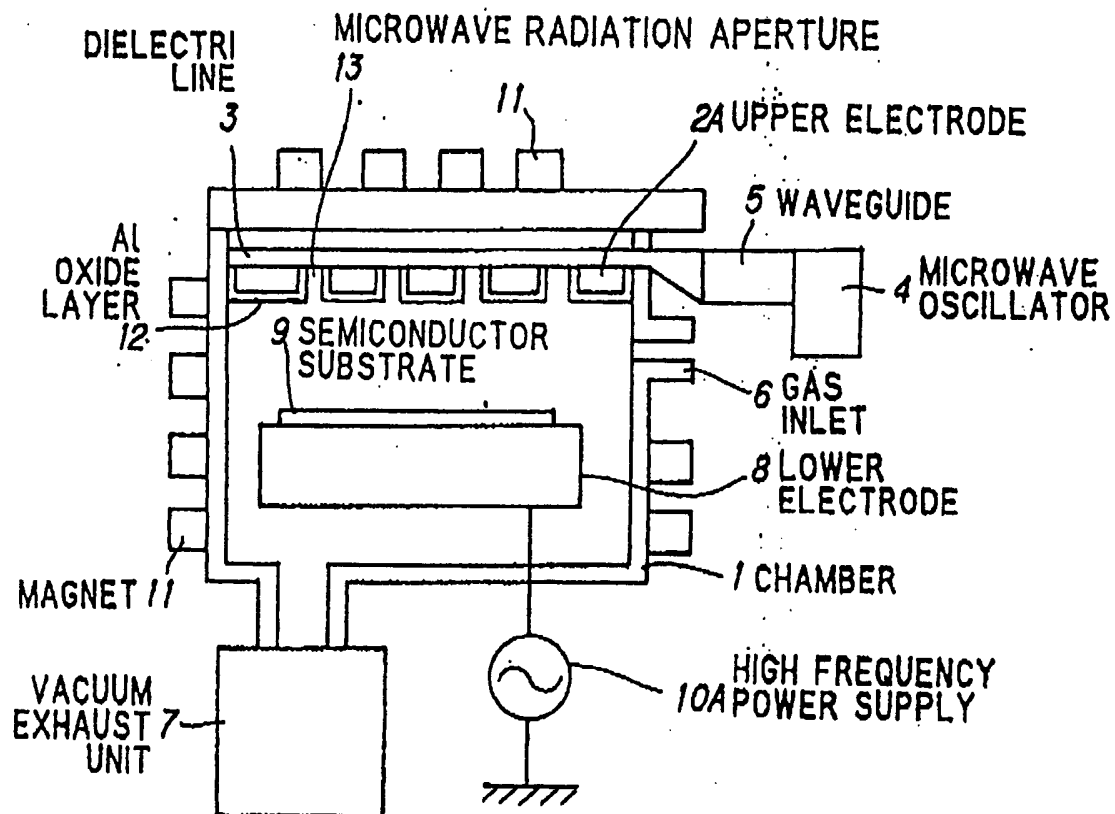 MICROWAVE RADIATION APERTURE
DIELECTRI
LINE
13
3
11
2A UPPER ELECTRODE
5 WAVEGUIDE
Al
OXIDE
LAYER
12
4 MICROWAVE
OSCILLATOR
9 SEMICONDUCTOR
SUBSTRATE
6 GAS
INLET
8 LOWER
ELECTRODE
MAGNET 11
1 CHAMBER
VACUUM
EXHAUST 7
UNIT
HIGH FREQUENCY
10A POWER SUPPLY